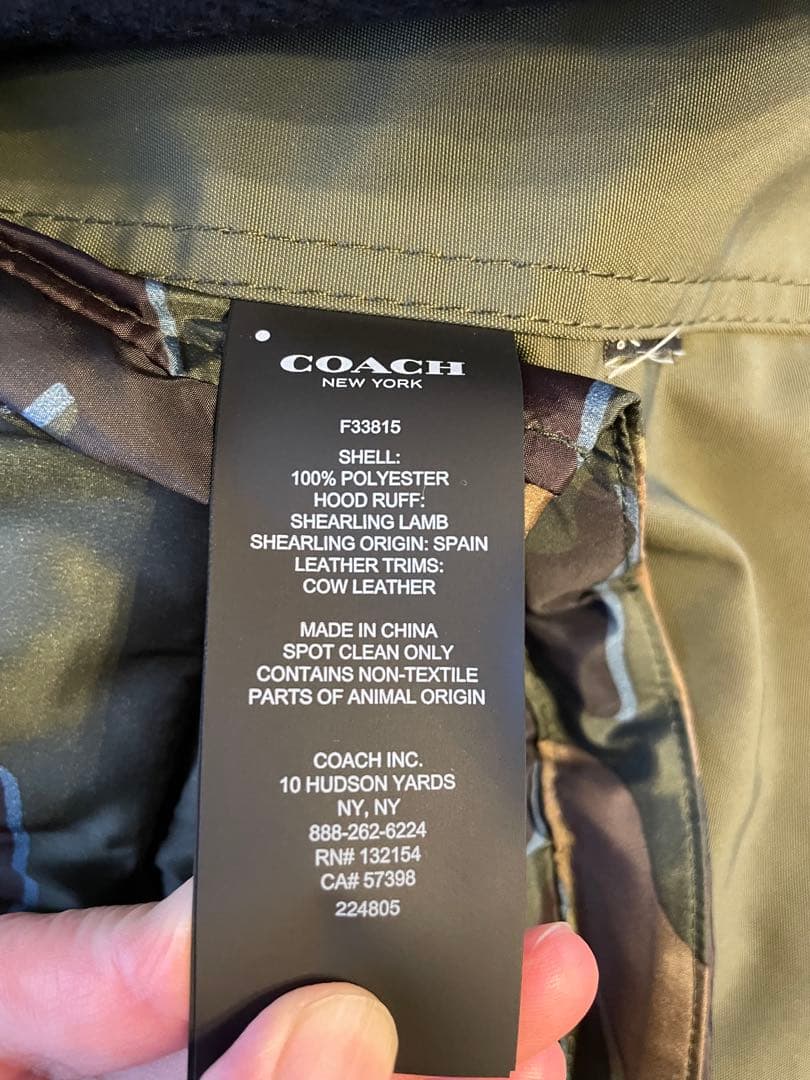 COACH
NEW YORK
F33815
SHELL:
100% POLYESTER
HOOD RUFF:
SHEARLING LAMB
SHEARLING ORIGIN: SPAIN
LEATHER TRIMS:
COW LEATHER
MADE IN CHINA
SPOT CLEAN ONLY
CONTAINS NON-TEXTILE
PARTS OF ANIMAL ORIGIN
COACH INC.
10 HUDSON YARDS
NY, NY
888-262-6224
RN# 132154
CA# 57398
224805